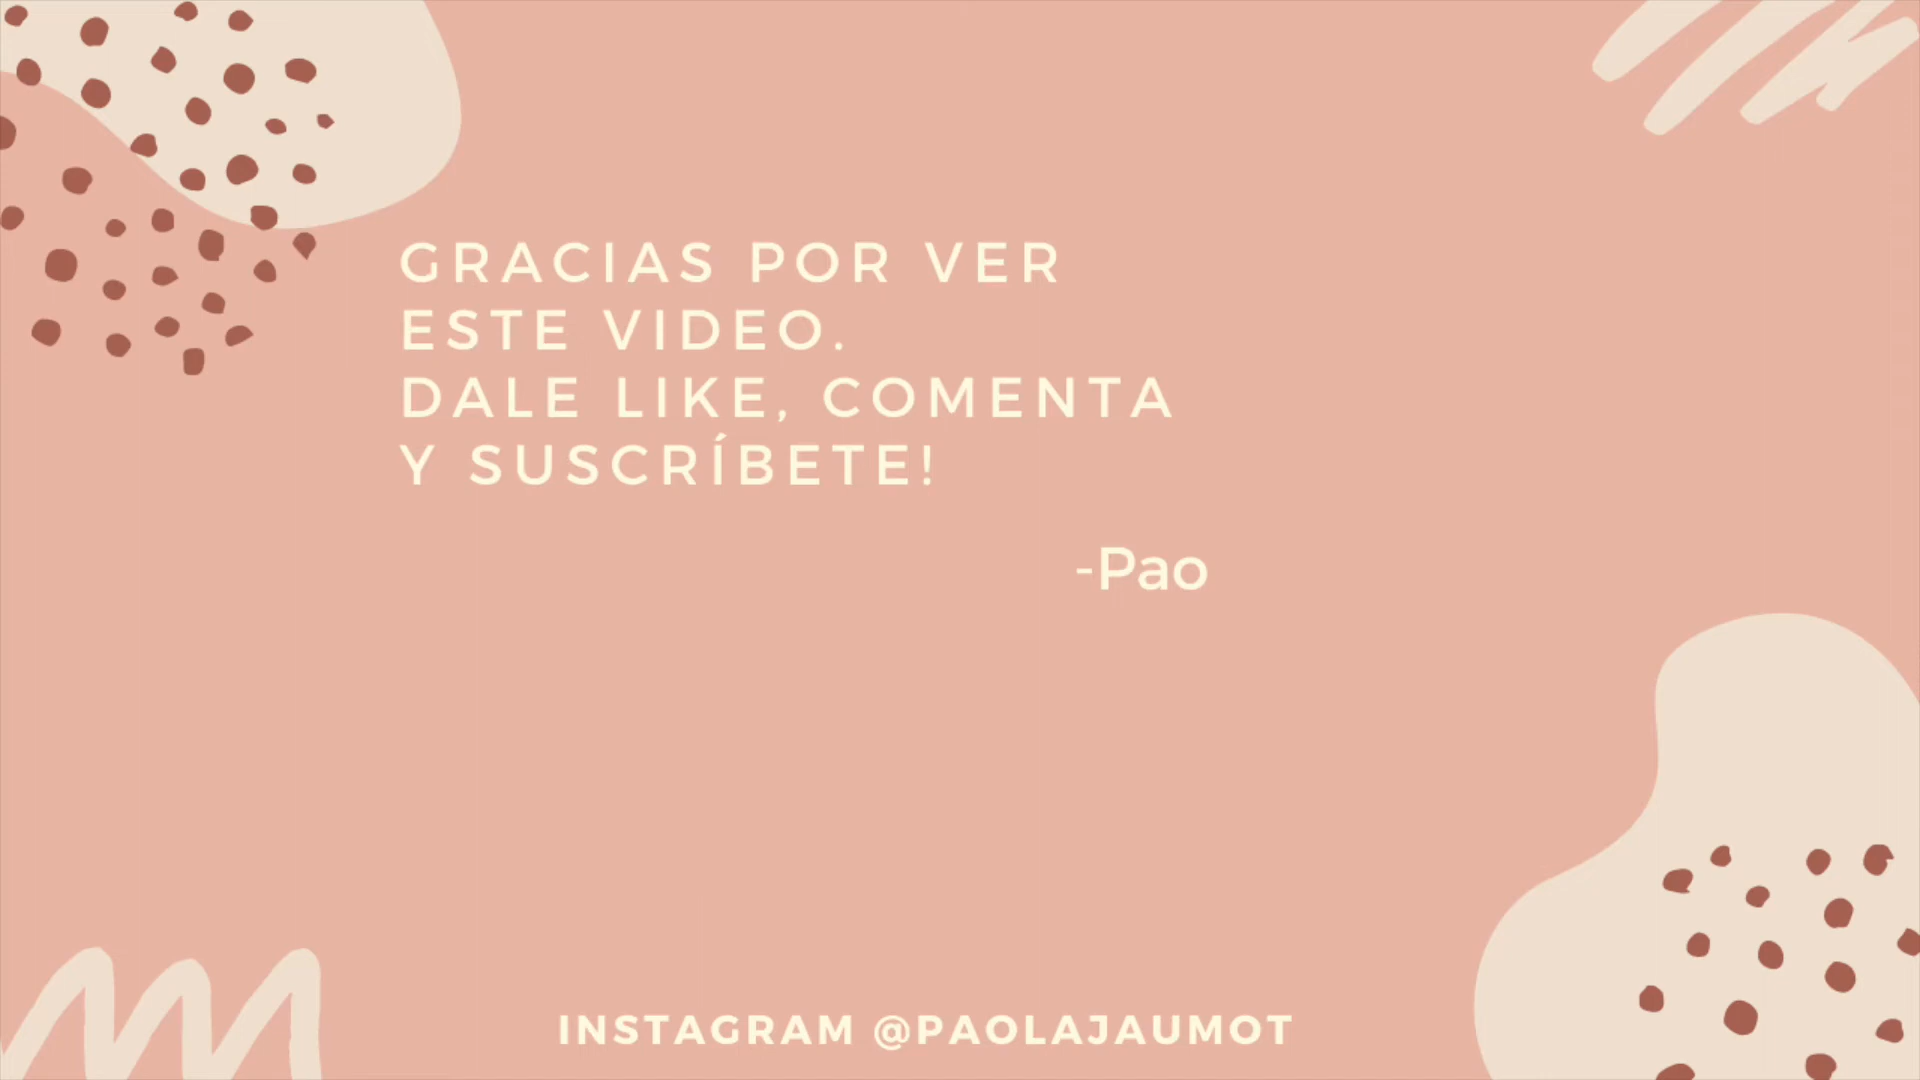 GRACIAS POR VER
ESTE VIDEO.
DALE LIKE, COMENTA
Y SUSCRÍBETE!
-Pao
INSTAGRAM @PAOLAJAUMOT